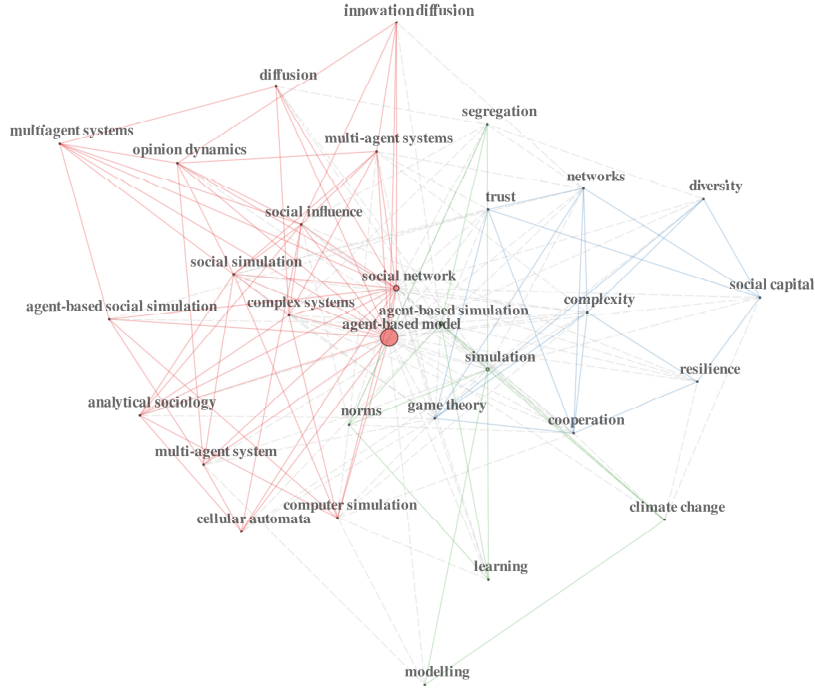 innovation diffusion
diffusion
segregation
multiagent systems
multi-agent systems
opinion dynamics
networks
diversity
trust
social influence
social simulation
social network
social capital
agent-based social simulation
complex systems
complexity
agent-based simulation
agent-based model
simulation
resilience
analytical sociology
norms
game theory
cooperation
multi-agent system
computer simulation
climate change
cellular automata
learning
modelling